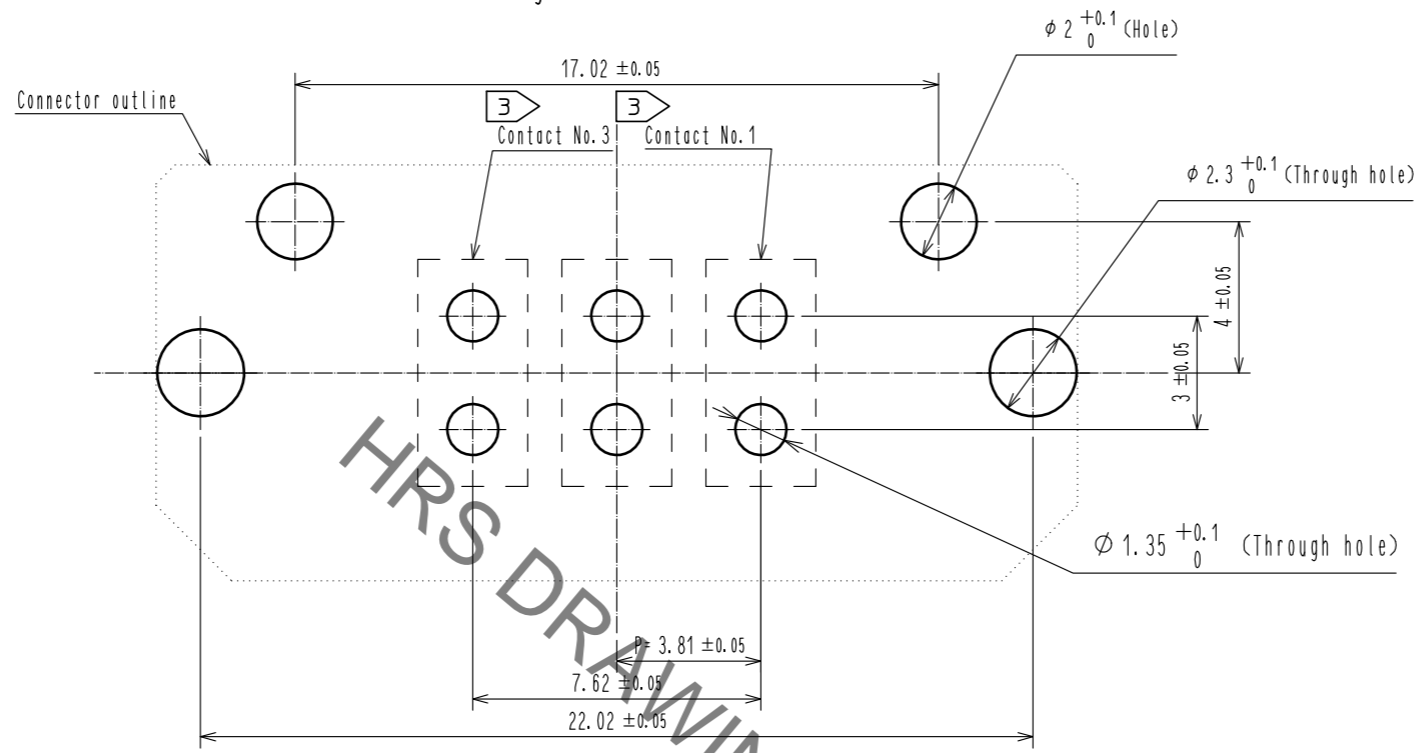 φ 2 +0.1 0 (Hole)
17.02 ±0.05
Connector outline
3
3
Contact No.3
Contact No.1
φ 2.3 +0.1 0 (Through hole)
4 ±0.05
3 ±0.05
φ 1.35 +0.1 0 (Through hole)
P= 3.81 ±0.05
7.62 ±0.05
22.02 ±0.05
HRS DRAWIN